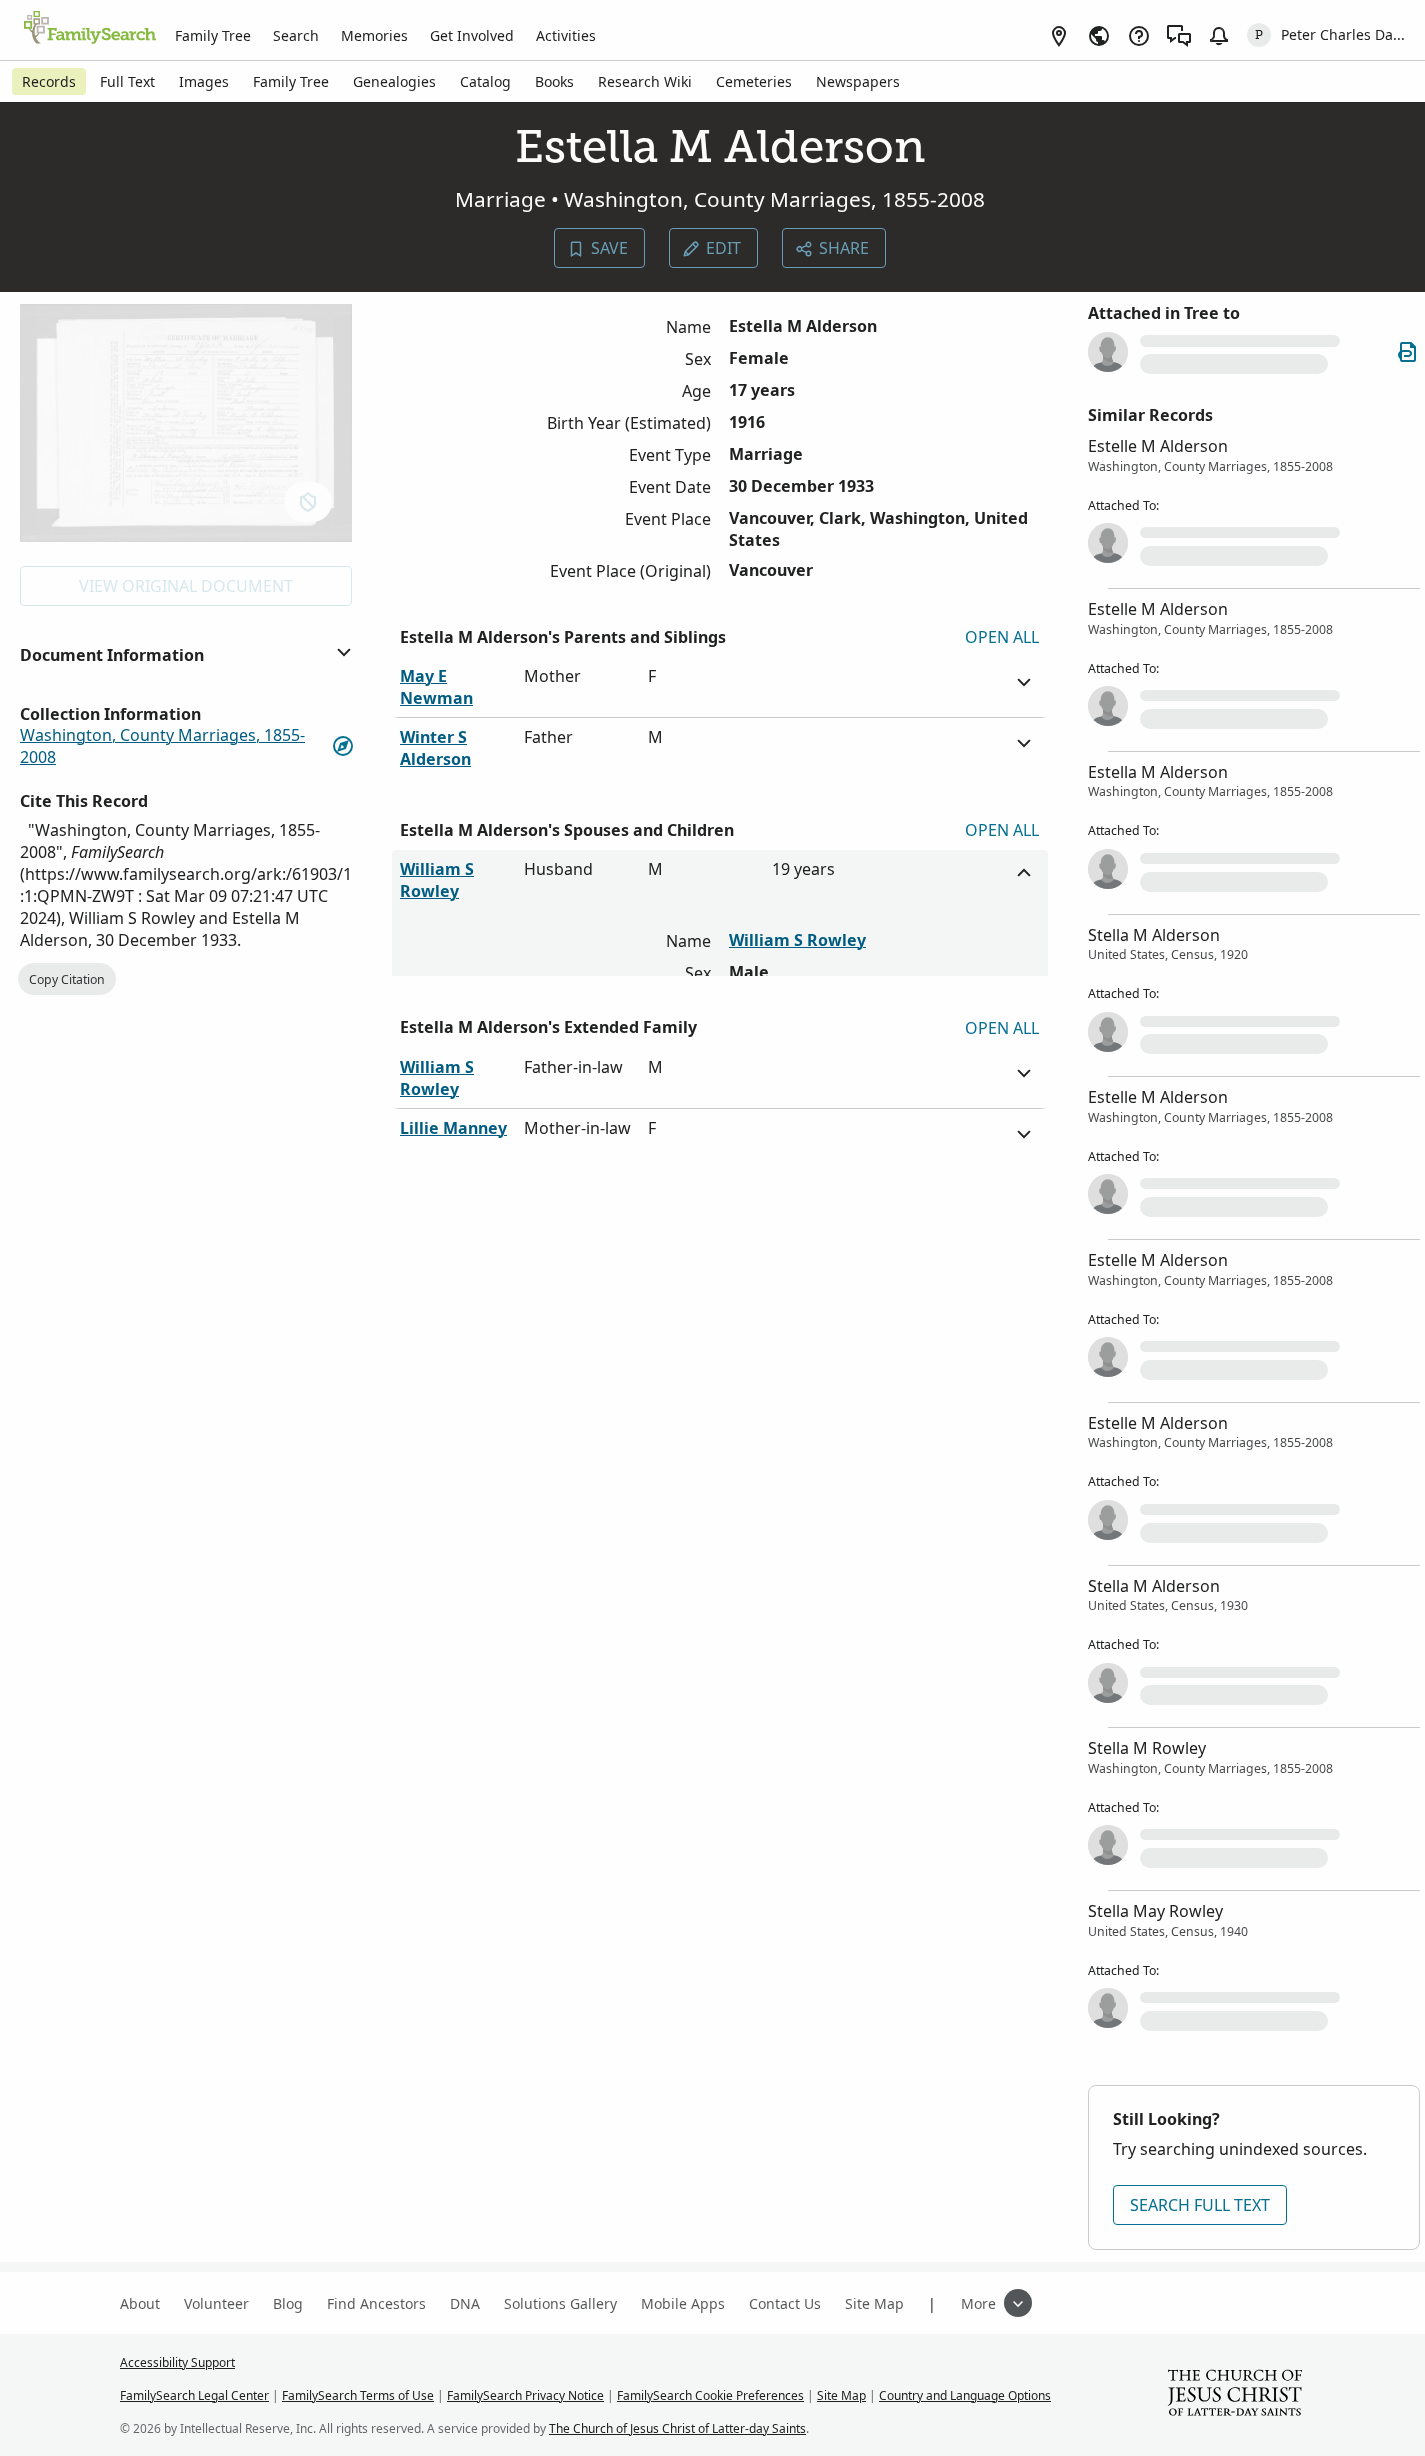 FamilySearch Family Tree Search Memories Get Involved Activities P Peter Charles Da...
Records Full Text Images Family Tree Genealogies Catalog Books Research Wiki Cemeteries Newspapers
Estella M Alderson
Marriage • Washington, County Marriages, 1855-2008
SAVE EDIT SHARE
CERTIFICATE OF MARRIAGE
VIEW ORIGINAL DOCUMENT
Document Information
Collection Information
Washington, County Marriages, 1855-
2008
Cite This Record
"Washington, County Marriages, 1855-
2008", FamilySearch
(https://www.familysearch.org/ark:/61903/1
:1:QPMN-ZW9T : Sat Mar 09 07:21:47 UTC
2024), William S Rowley and Estella M
Alderson, 30 December 1933.
Copy Citation
Name Estella M Alderson
Sex Female
Age 17 years
Birth Year (Estimated) 1916
Event Type Marriage
Event Date 30 December 1933
Event Place Vancouver, Clark, Washington, United
States
Event Place (Original) Vancouver
Estella M Alderson's Parents and Siblings OPEN ALL
May E Mother F
Newman
Winter S Father M
Alderson
Estella M Alderson's Spouses and Children OPEN ALL
William S Husband M 19 years
Rowley
Name William S Rowley
Sex Male
Estella M Alderson's Extended Family OPEN ALL
William S Father-in-law M
Rowley
Lillie Manney Mother-in-law F
Attached in Tree to
Similar Records
Estelle M Alderson
Washington, County Marriages, 1855-2008
Attached To:
Estelle M Alderson
Washington, County Marriages, 1855-2008
Attached To:
Estella M Alderson
Washington, County Marriages, 1855-2008
Attached To:
Stella M Alderson
United States, Census, 1920
Attached To:
Estelle M Alderson
Washington, County Marriages, 1855-2008
Attached To:
Estelle M Alderson
Washington, County Marriages, 1855-2008
Attached To:
Estelle M Alderson
Washington, County Marriages, 1855-2008
Attached To:
Stella M Alderson
United States, Census, 1930
Attached To:
Stella M Rowley
Washington, County Marriages, 1855-2008
Attached To:
Stella May Rowley
United States, Census, 1940
Attached To:
Still Looking?
Try searching unindexed sources.
SEARCH FULL TEXT
About Volunteer Blog Find Ancestors DNA Solutions Gallery Mobile Apps Contact Us Site Map | More
Accessibility Support
FamilySearch Legal Center | FamilySearch Terms of Use | FamilySearch Privacy Notice | FamilySearch Cookie Preferences | Site Map | Country and Language Options
© 2026 by Intellectual Reserve, Inc. All rights reserved. A service provided by The Church of Jesus Christ of Latter-day Saints.
THE CHURCH OF
JESUS CHRIST
OF LATTER-DAY SAINTS